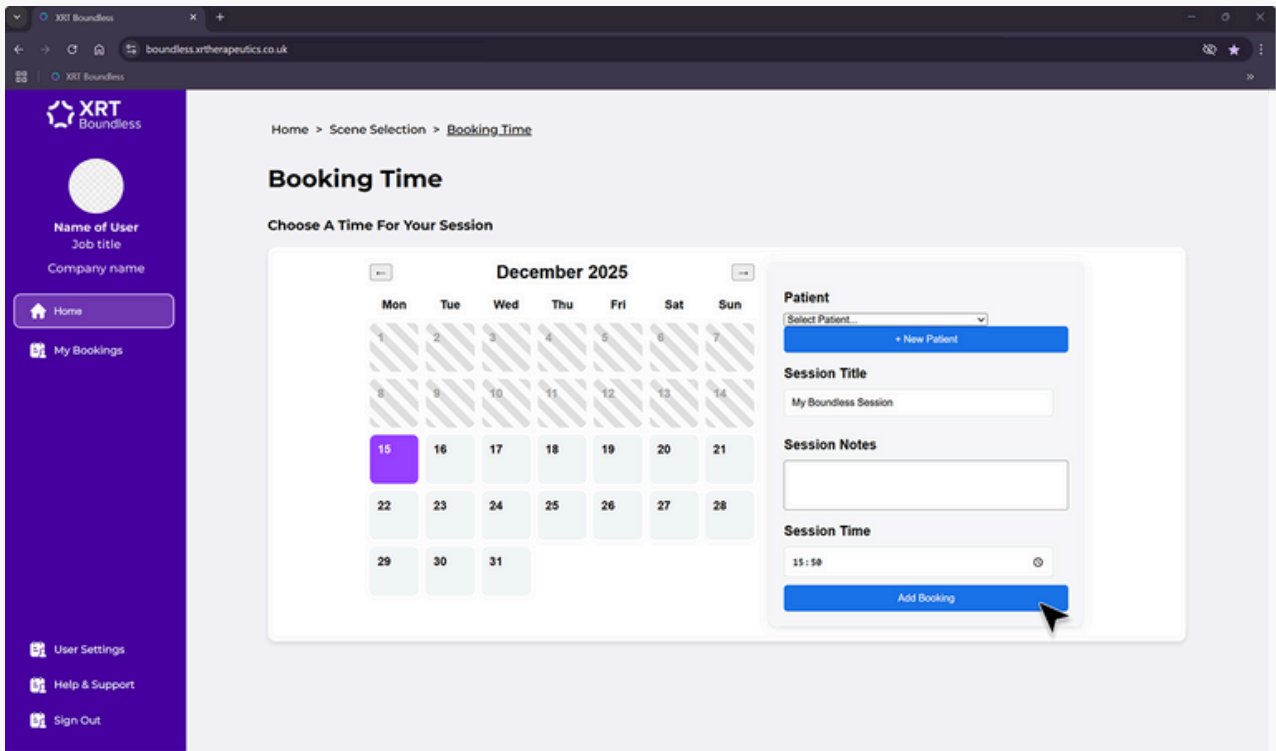 XRT Boundless
boundless.xrtherapeutics.co.uk
XRT Boundless
XRT
Boundless
Name of User
Job title
Company name
Home
My Bookings
User Settings
Help & Support
Sign Out
Home > Scene Selection > Booking Time
Booking Time
Choose A Time For Your Session
December 2025
Mon Tue Wed Thu Fri Sat Sun
1 2 3 4 5 6 7
8 9 10 11 12 13 14
15 16 17 18 19 20 21
22 23 24 25 26 27 28
29 30 31
Patient
Select Patient...
+ New Patient
Session Title
My Boundless Session
Session Notes
Session Time
15:50
Add Booking